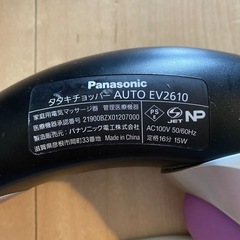 Panasonic
タタキチョッパー AUTO EV2610
家庭用電気マッサージ器 管理医療機器
医療機器承認番号 21900BZX01207000
製造販売元 パナソニック電工株式会社
滋賀県彦根市岡町33番地 Made in China
PS
E
JET
NP
AC100V 50/60Hz
定格16分 15W